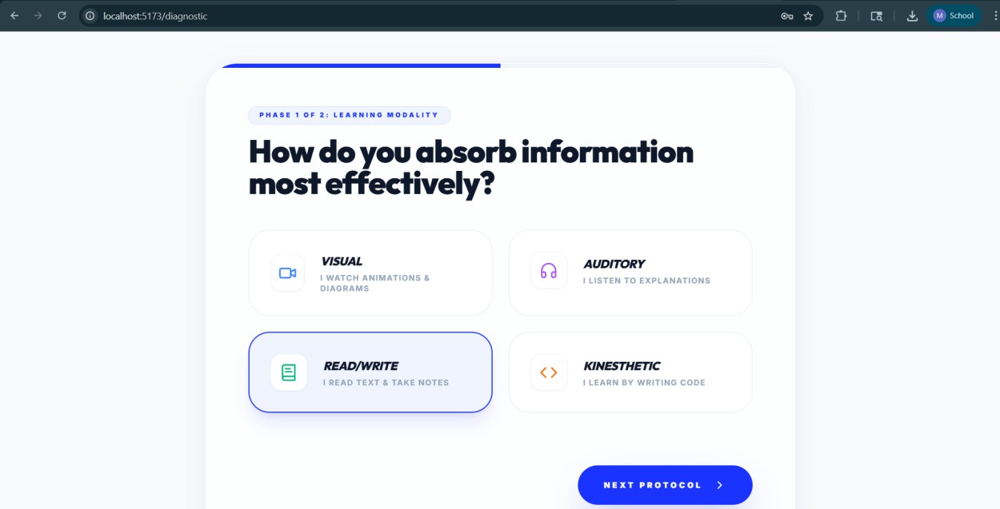 localhost:5173/diagnostic
M School
PHASE 1 OF 2: LEARNING MODALITY
How do you absorb information
most effectively?
VISUAL
I WATCH ANIMATIONS &
DIAGRAMS
AUDITORY
I LISTEN TO EXPLANATIONS
READ/WRITE
I READ TEXT & TAKE NOTES
KINESTHETIC
I LEARN BY WRITING CODE
NEXT PROTOCOL